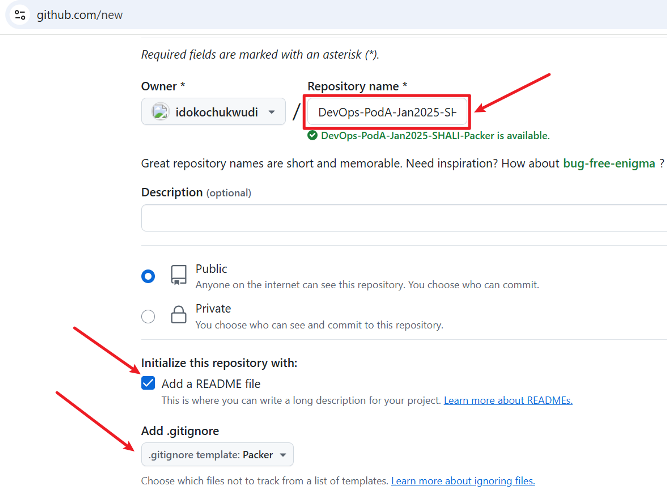 github.com/new
Required fields are marked with an asterisk (*).
Owner * Repository name *
idokochukwudi / DevOps-PodA-Jan2025-SH
DevOps-PodA-Jan2025-SHALI-Packer is available.
Great repository names are short and memorable. Need inspiration? How about bug-free-enigma ?
Description (optional)
Public
Anyone on the internet can see this repository. You choose who can commit.
Private
You choose who can see and commit to this repository.
Initialize this repository with:
Add a README file
This is where you can write a long description for your project. Learn more about READMEs.
Add .gitignore
.gitignore template: Packer
Choose which files not to track from a list of templates. Learn more about ignoring files.